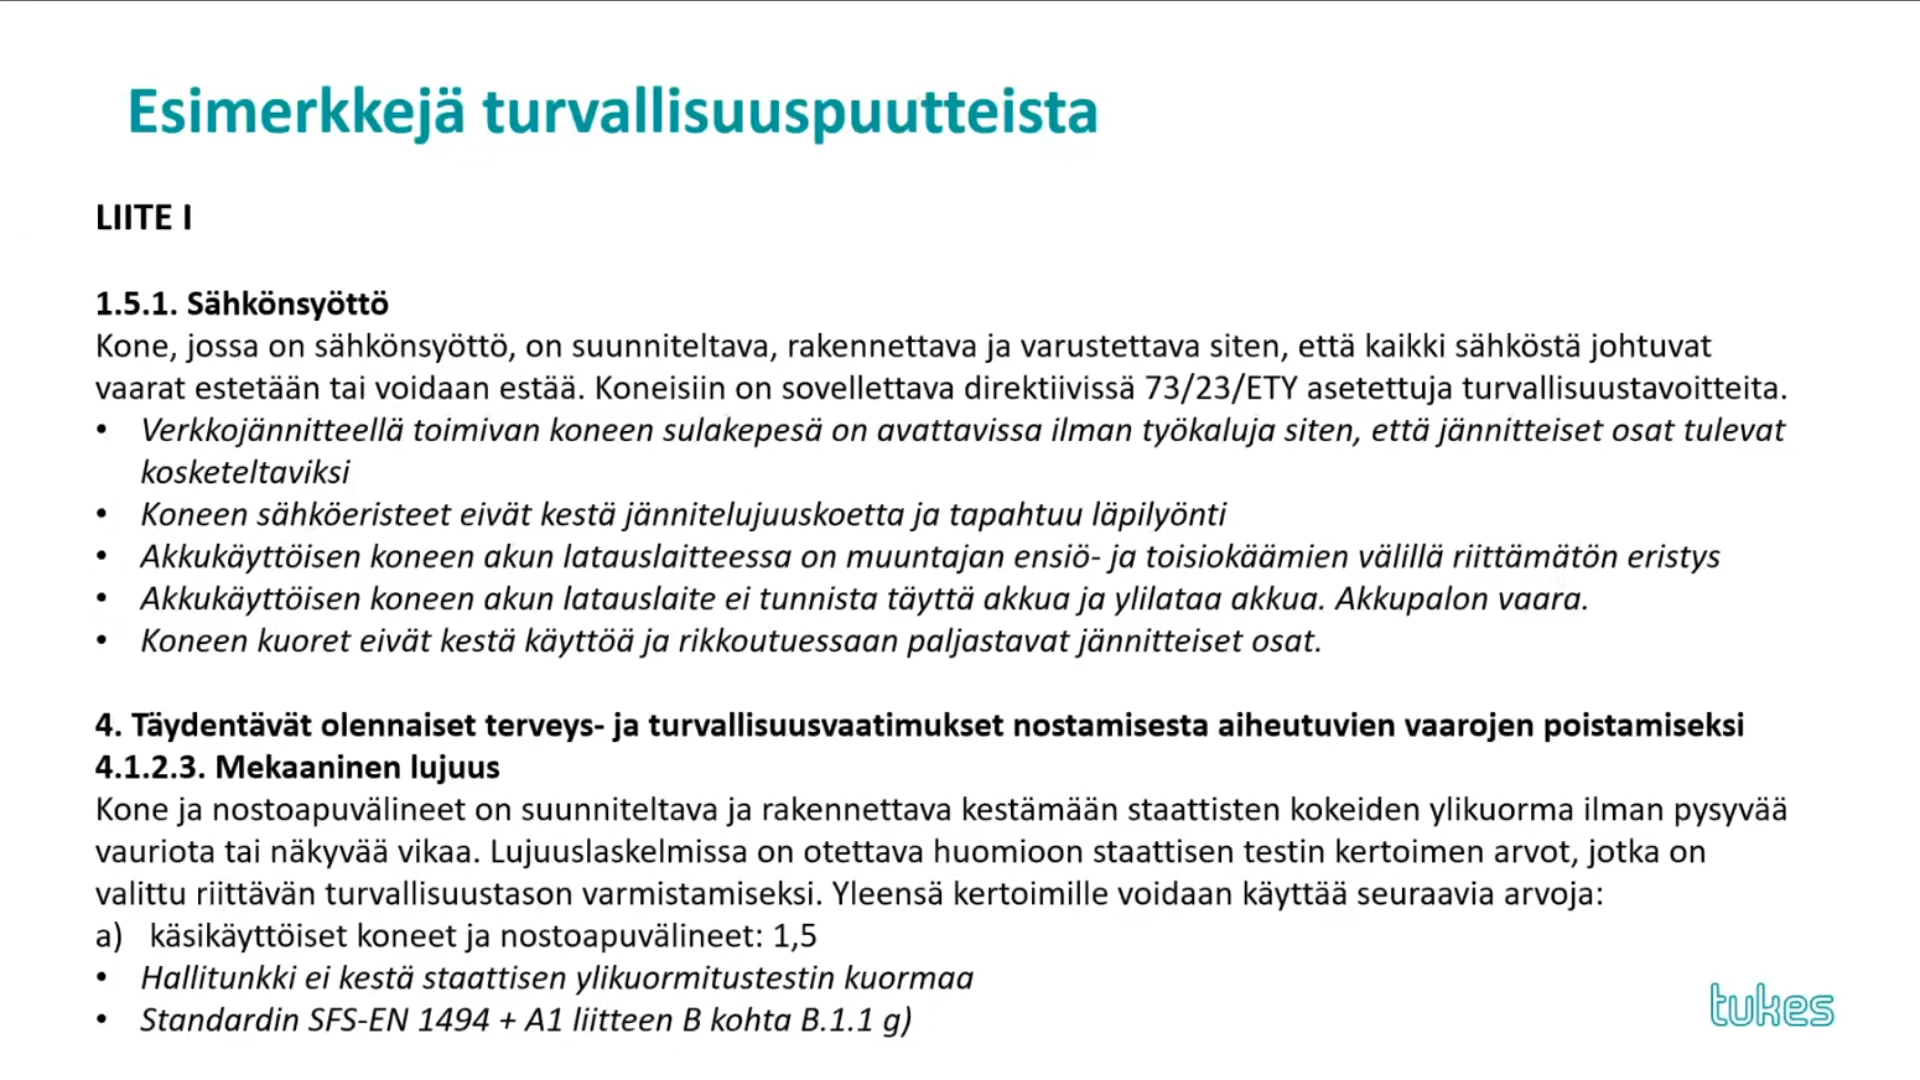 Esimerkkejä turvallisuuspuutteista
LIITE I
1.5.1. Sähkönsyöttö
Kone, jossa on sähkönsyöttö, on suunniteltava, rakennettava ja varustettava siten, että kaikki sähköstä johtuvat
vaarat estetään tai voidaan estää. Koneisiin on sovellettava direktiivissä 73/23/ETY asetettuja turvallisuustavoitteita.
• Verkkojännitteellä toimivan koneen sulakepesä on avattavissa ilman työkaluja siten, että jännitteiset osat tulevat
kosketeltaviksi
• Koneen sähköeristeet eivät kestä jännitelujuuskoetta ja tapahtuu läpilyönti
• Akkukäyttöisen koneen akun latauslaitteessa on muuntajan ensiö- ja toisiokäämien välillä riittämätön eristys
• Akkukäyttöisen koneen akun latauslaite ei tunnista täyttä akkua ja ylilataa akkua. Akkupalon vaara.
• Koneen kuoret eivät kestä käyttöä ja rikkoutuessaan paljastavat jännitteiset osat.
4. Täydentävät olennaiset terveys- ja turvallisuusvaatimukset nostamisesta aiheutuvien vaarojen poistamiseksi
4.1.2.3. Mekaaninen lujuus
Kone ja nostoapuvälineet on suunniteltava ja rakennettava kestämään staattisten kokeiden ylikuorma ilman pysyvää
vauriota tai näkyvää vikaa. Lujuuslaskelmissa on otettava huomioon staattisen testin kertoimen arvot, jotka on
valittu riittävän turvallisuustason varmistamiseksi. Yleensä kertoimille voidaan käyttää seuraavia arvoja:
a) käsikäyttöiset koneet ja nostoapuvälineet: 1,5
• Hallitunkki ei kestä staattisen ylikuormitustestin kuormaa
• Standardin SFS-EN 1494 + A1 liitteen B kohta B.1.1 g)
tukes